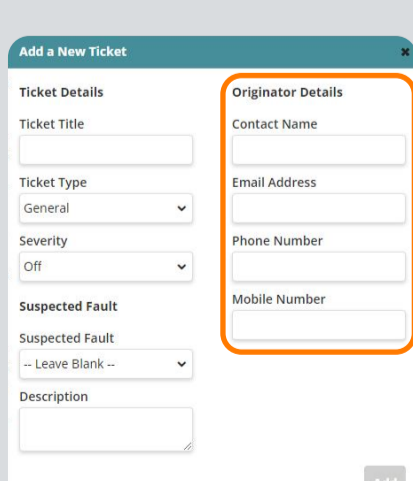 Add a New Ticket
Ticket Details
Ticket Title
Ticket Type
General
Severity
Off
Suspected Fault
Suspected Fault
-- Leave Blank --
Description
Originator Details
Contact Name
Email Address
Phone Number
Mobile Number
Add